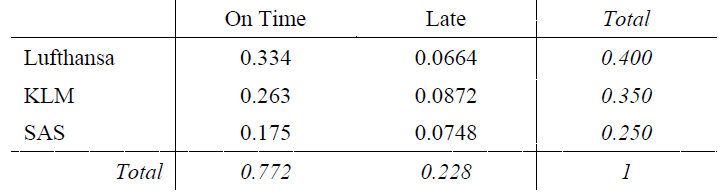 On Time Late Total
Lufthansa 0.334 0.0664 0.400
KLM 0.263 0.0872 0.350
SAS 0.175 0.0748 0.250
Total 0.772 0.228 1